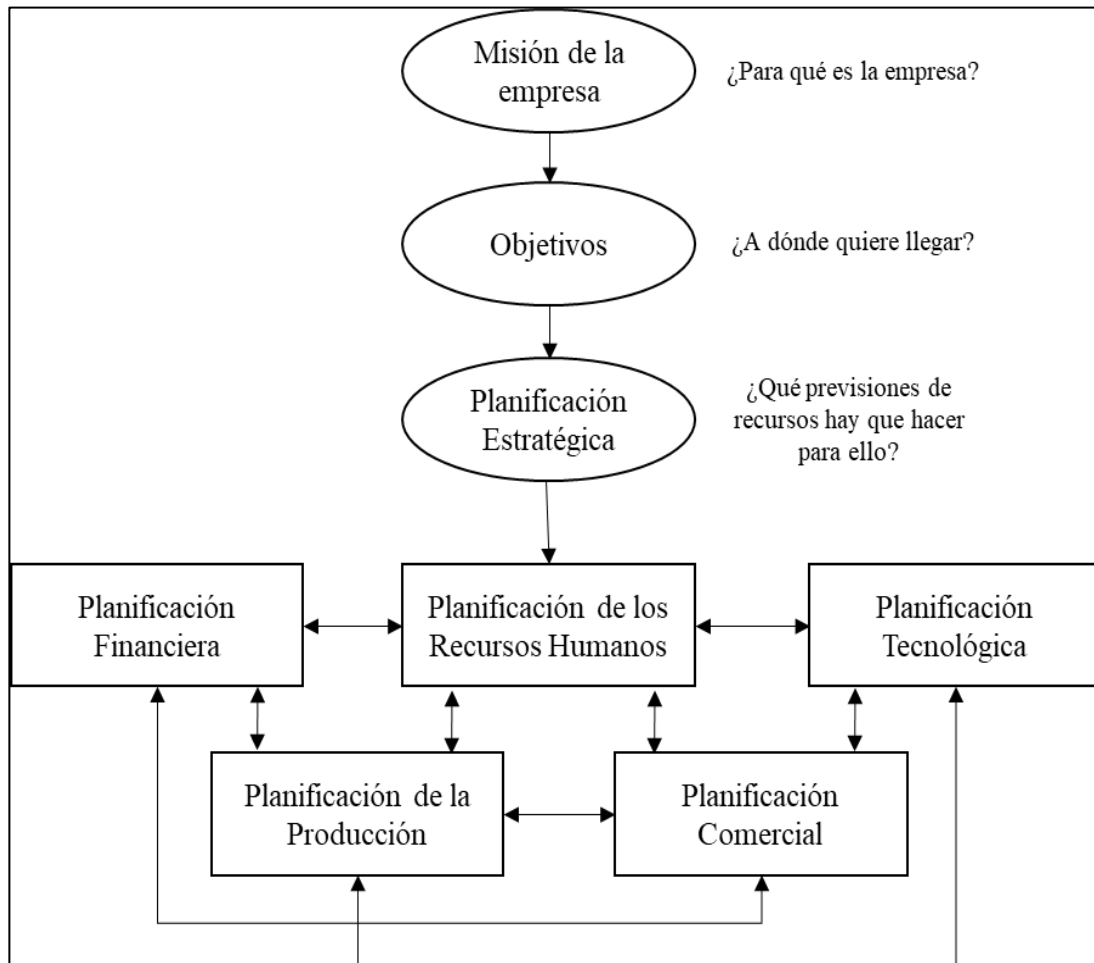 Misión de la
empresa
¿Para qué es la empresa?
Objetivos
¿A dónde quiere llegar?
Planificación
Estratégica
¿Qué previsiones de
recursos hay que hacer
para ello?
Planificación
Financiera
Planificación de los
Recursos Humanos
Planificación
Tecnológica
Planificación de la
Producción
Planificación
Comercial